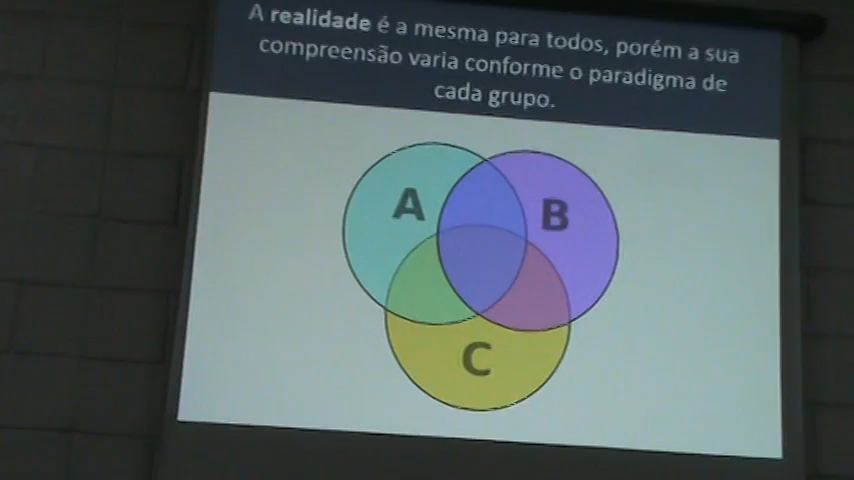 A realidade é a mesma para todos, porém a sua
compreensão varia conforme o paradigma de
cada grupo.
A
B
C